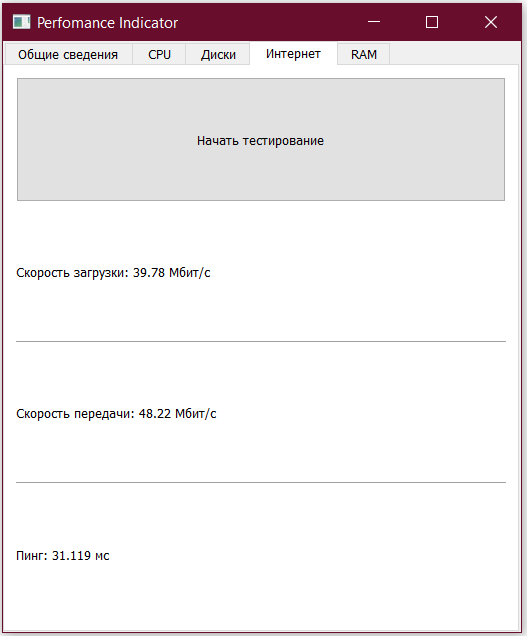 Perfomance Indicator
Общие сведения CPU Диски Интернет RAM
Начать тестирование
Скорость загрузки: 39.78 Мбит/с
Скорость передачи: 48.22 Мбит/с
Пинг: 31.119 мс